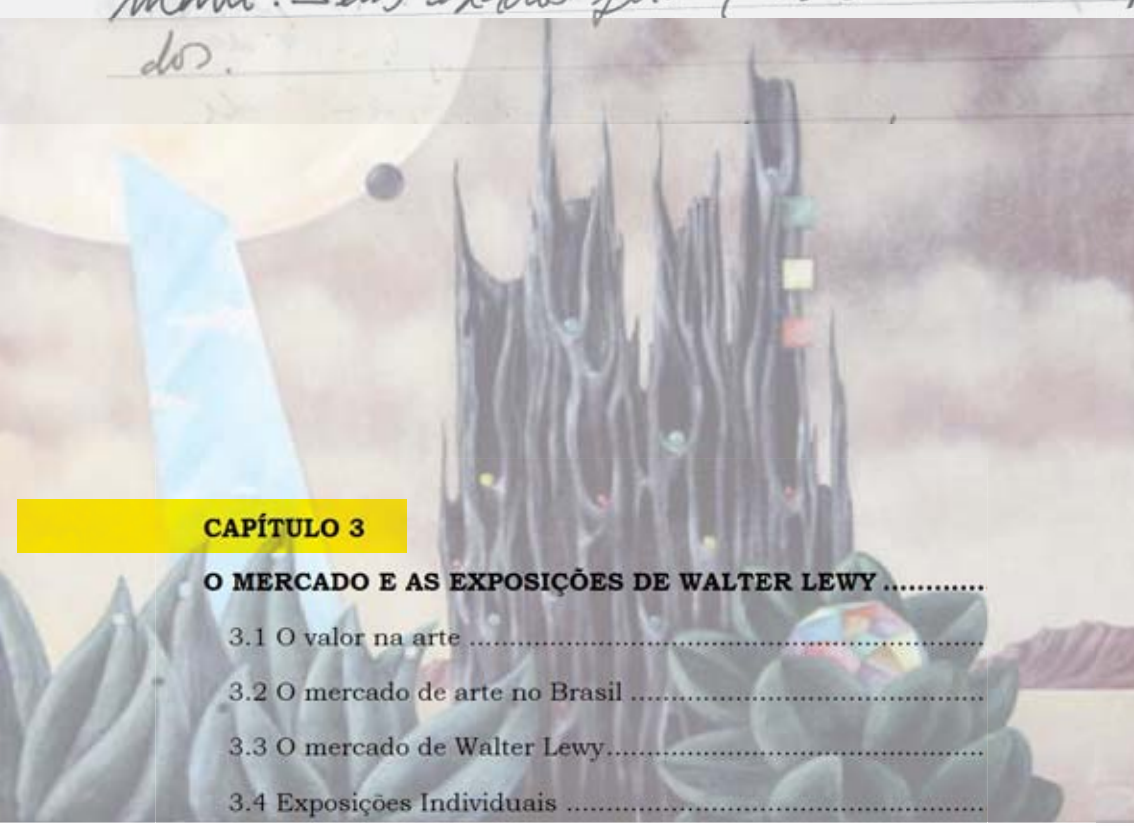 dos.
CAPÍTULO 3
O MERCADO E AS EXPOSIÇÕES DE WALTER LEWY ............
3.1 O valor na arte ................................................................
3.2 O mercado de arte no Brasil ............................................
3.3 O mercado de Walter Lewy...............................................
3.4 Exposições Individuais ....................................................